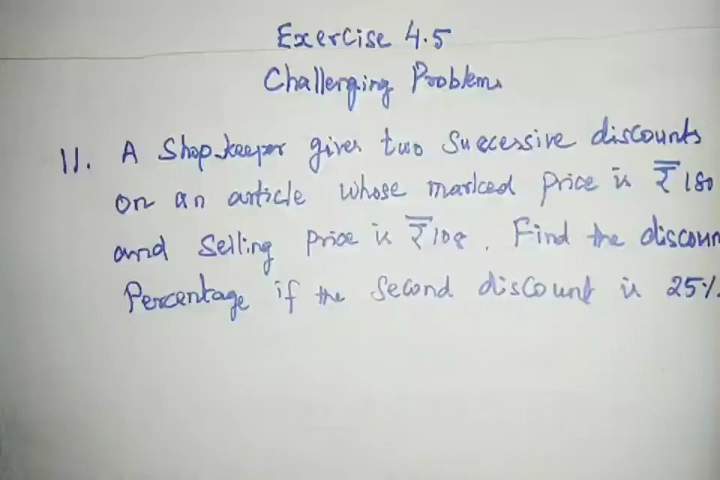 Exercise 4.5
Challenging Problems
11. A Shopkeeper gives two Successive discounts
on an article whose marked price is ₹ 180
and selling price is ₹ 108. Find the discoun
Percentage if the second discount is 25%.